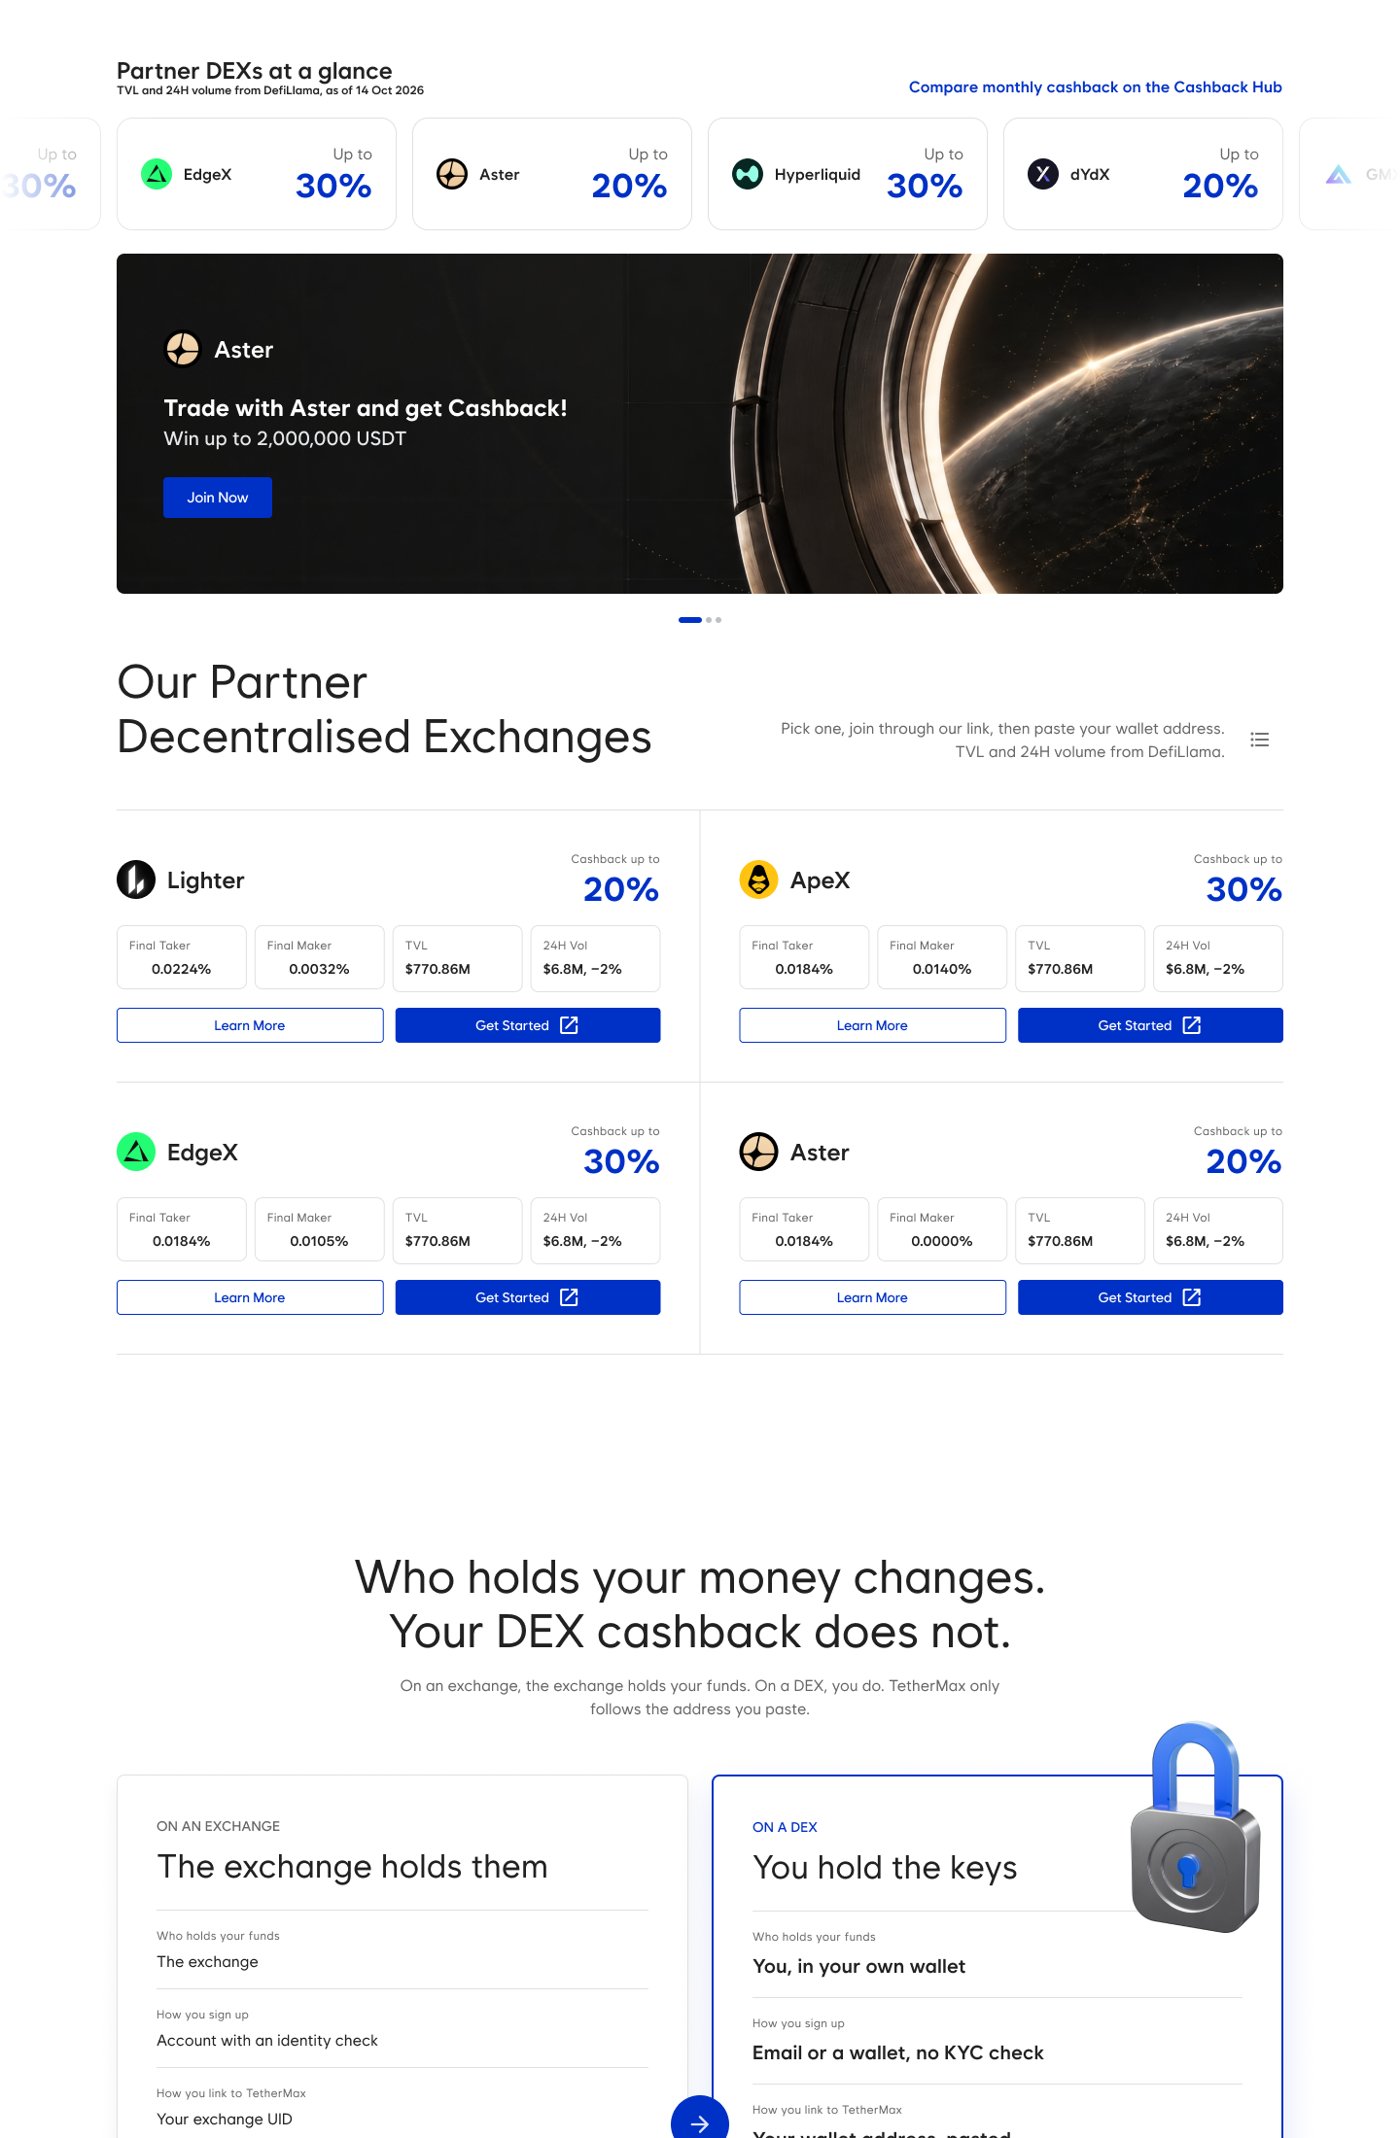 Partner DEXs at a glance
TVL and 24H volume from DefiLlama, as of 14 Oct 2026
Compare monthly cashback on the Cashback Hub
Up to
30%
EdgeX
Up to
30%
Aster
Up to
20%
Hyperliquid
Up to
30%
dYdX
Up to
20%
Aster
Trade with Aster and get Cashback!
Win up to 2,000,000 USDT
Join Now
Our Partner
Decentralised Exchanges
Pick one, join through our link, then paste your wallet address.
TVL and 24H volume from DefiLlama.
Lighter
Cashback up to
20%
Final Taker
0.0224%
Final Maker
0.0032%
TVL
$770.86M
24H Vol
$6.8M, −2%
Learn More
Get Started
ApeX
Cashback up to
30%
Final Taker
0.0184%
Final Maker
0.0140%
TVL
$770.86M
24H Vol
$6.8M, −2%
Learn More
Get Started
EdgeX
Cashback up to
30%
Final Taker
0.0184%
Final Maker
0.0105%
TVL
$770.86M
24H Vol
$6.8M, −2%
Learn More
Get Started
Aster
Cashback up to
20%
Final Taker
0.0184%
Final Maker
0.0000%
TVL
$770.86M
24H Vol
$6.8M, −2%
Learn More
Get Started
Who holds your money changes.
Your DEX cashback does not.
On an exchange, the exchange holds your funds. On a DEX, you do. TetherMax only
follows the address you paste.
ON AN EXCHANGE
The exchange holds them
Who holds your funds
The exchange
How you sign up
Account with an identity check
How you link to TetherMax
Your exchange UID
ON A DEX
You hold the keys
Who holds your funds
You, in your own wallet
How you sign up
Email or a wallet, no KYC check
How you link to TetherMax
Your wallet address, pasted